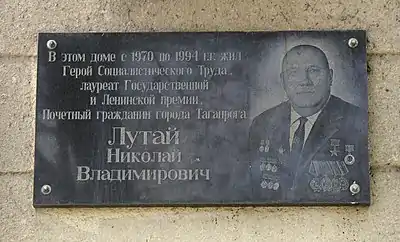 В этом доме с 1970 по 1994 г.г. жил
Герой Социалистического Труда,
лауреат Государственной
и Ленинской премии,
Почетный гражданин города Таганрога
Лутай
Николай
Владимирович